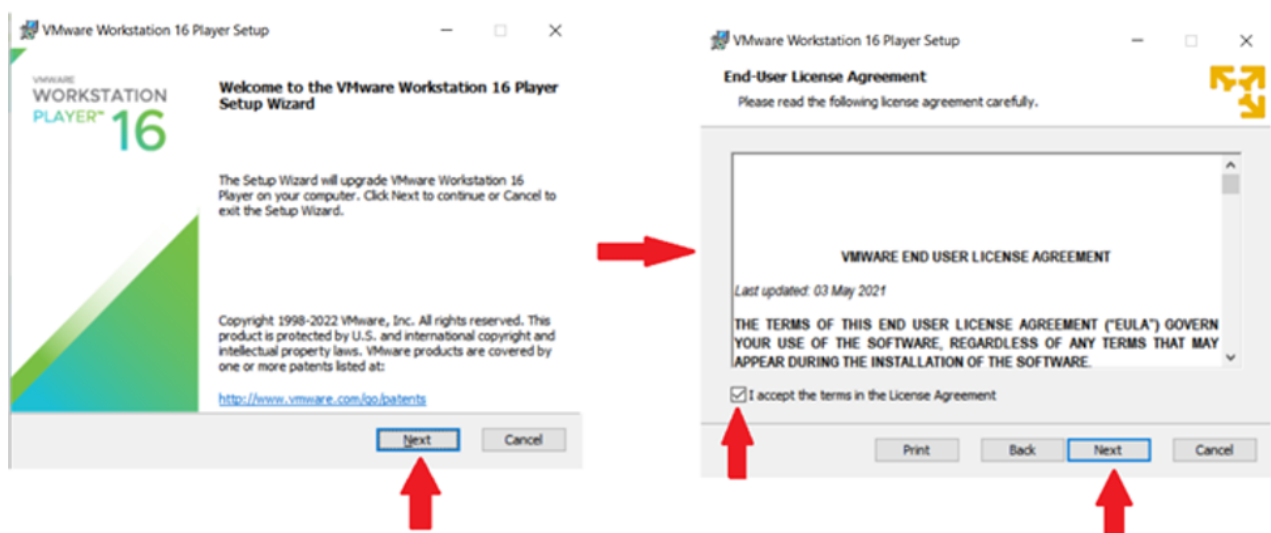 VMware Workstation 16 Player Setup
VMWARE
WORKSTATION
PLAYER™ 16
Welcome to the VMware Workstation 16 Player
Setup Wizard
The Setup Wizard will upgrade VMware Workstation 16
Player on your computer. Click Next to continue or Cancel to
exit the Setup Wizard.
Copyright 1998-2022 VMware, Inc. All rights reserved. This
product is protected by U.S. and international copyright and
intellectual property laws. VMware products are covered by
one or more patents listed at:
http://www.vmware.com/go/patents
Next Cancel
VMware Workstation 16 Player Setup
End-User License Agreement
Please read the following license agreement carefully.
VMWARE END USER LICENSE AGREEMENT
Last updated: 03 May 2021
THE TERMS OF THIS END USER LICENSE AGREEMENT ("EULA") GOVERN
YOUR USE OF THE SOFTWARE, REGARDLESS OF ANY TERMS THAT MAY
APPEAR DURING THE INSTALLATION OF THE SOFTWARE.
I accept the terms in the License Agreement
Print Back Next Cancel